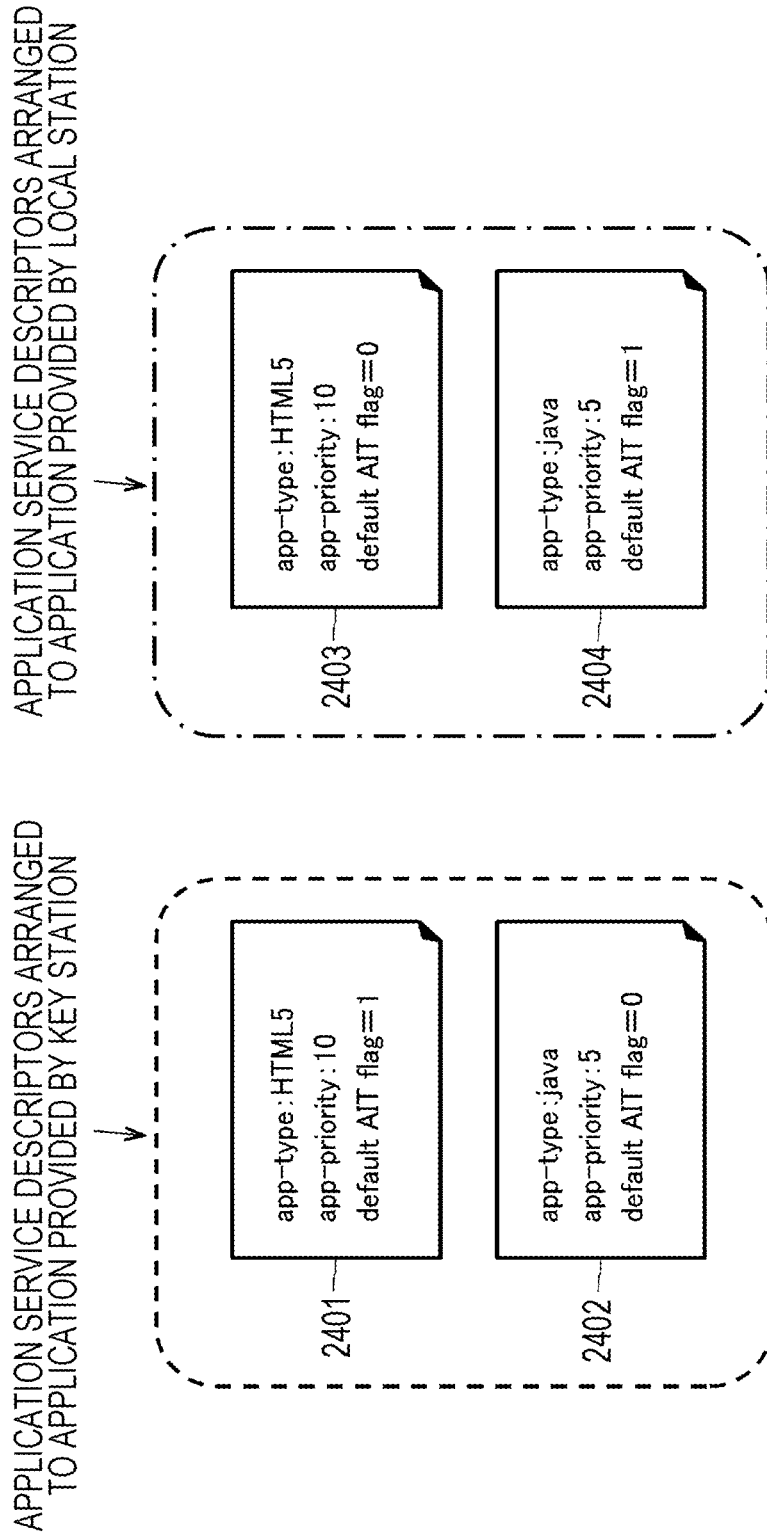 APPLICATION SERVICE DESCRIPTORS ARRANGED
TO APPLICATION PROVIDED BY KEY STATION
app-type:HTML5
app-priority:10
default AIT flag=1
2401
app-type:java
app-priority:5
default AIT flag=0
2402
APPLICATION SERVICE DESCRIPTORS ARRANGED
TO APPLICATION PROVIDED BY LOCAL STATION
app-type:HTML5
app-priority:10
default AIT flag=0
2403
app-type:java
app-priority:5
default AIT flag=1
2404